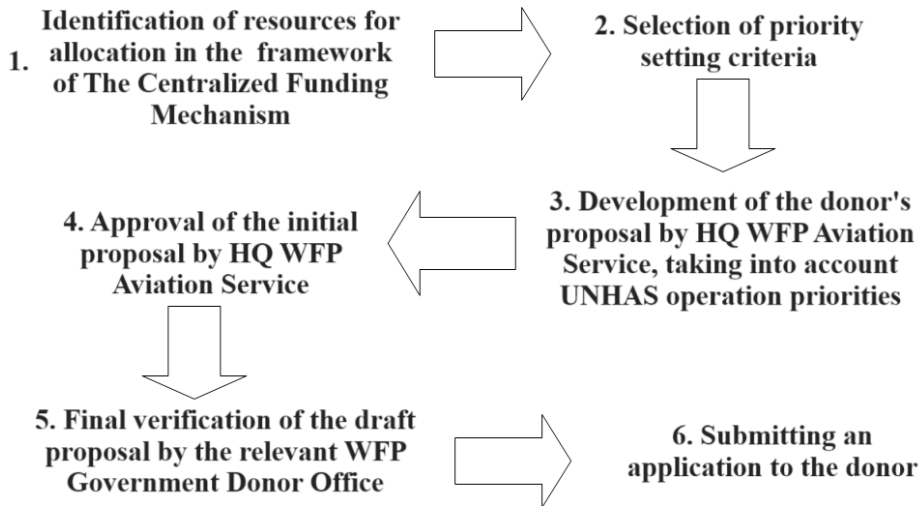 Identification of resources for
1. allocation in the framework
of The Centralized Funding
Mechanism
2. Selection of priority
setting criteria
3. Development of the donor's
proposal by HQ WFP Aviation
Service, taking into account
UNHAS operation priorities
4. Approval of the initial
proposal by HQ WFP
Aviation Service
5. Final verification of the draft
proposal by the relevant WFP
Government Donor Office
6. Submitting an
application to the donor